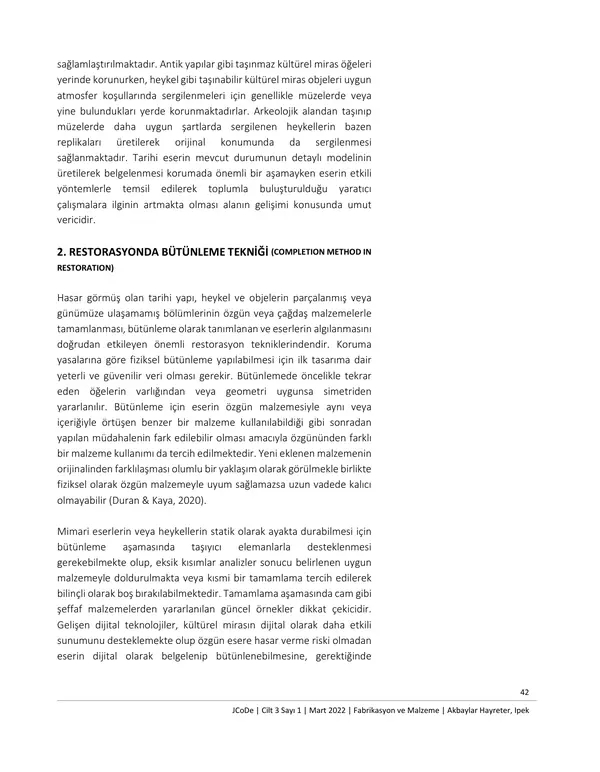 sağlamlaştırılmaktadır. Antik yapılar gibi taşınmaz kültürel miras öğeleri
yerinde korunurken, heykel gibi taşınabilir kültürel miras objeleri uygun
atmosfer koşullarında sergilenmeleri için genellikle müzelerde veya
yine bulundukları yerde korunmaktadırlar. Arkeolojik alandan taşınıp
müzelerde daha uygun şartlarda sergilenen heykellerin bazen
replikaları üretilerek orijinal konumunda da sergilenmesi
sağlanmaktadır. Tarihi eserin mevcut durumunun detaylı modelinin
üretilerek belgelenmesi korumada önemli bir aşamayken eserin etkili
yöntemlerle temsil edilerek toplumla buluşturulduğu yaratıcı
çalışmalara ilginin artmakta olması alanın gelişimi konusunda umut
vericidir.
2. RESTORASYONDA BÜTÜNLEME TEKNİĞİ (COMPLETION METHOD IN
RESTORATION)
Hasar görmüş olan tarihi yapı, heykel ve objelerin parçalanmış veya
günümüze ulaşamamış bölümlerinin özgün veya çağdaş malzemelerle
tamamlanması, bütünleme olarak tanımlanan ve eserlerin algılanmasını
doğrudan etkileyen önemli restorasyon tekniklerindendir. Koruma
yasalarına göre fiziksel bütünleme yapılabilmesi için ilk tasarıma dair
yeterli ve güvenilir veri olması gerekir. Bütünlemede öncelikle tekrar
eden öğelerin varlığından veya geometri uygunsa simetriden
yararlanılır. Bütünleme için eserin özgün malzemesiyle aynı veya
içeriğiyle örtüşen benzer bir malzeme kullanılabildiği gibi sonradan
yapılan müdahalenin fark edilebilir olması amacıyla özgününden farklı
bir malzeme kullanımı da tercih edilmektedir. Yeni eklenen malzemenin
orijinalinden farklılaşması olumlu bir yaklaşım olarak görülmekle birlikte
fiziksel olarak özgün malzemeyle uyum sağlamazsa uzun vadede kalıcı
olmayabilir (Duran & Kaya, 2020).
Mimari eserlerin veya heykellerin statik olarak ayakta durabilmesi için
bütünleme aşamasında taşıyıcı elemanlarla desteklenmesi
gerekebilmekte olup, eksik kısımlar analizler sonucu belirlenen uygun
malzemeyle doldurulmakta veya kısmi bir tamamlama tercih edilerek
bilinçli olarak boş bırakılabilmektedir. Tamamlama aşamasında cam gibi
şeffaf malzemelerden yararlanılan güncel örnekler dikkat çekicidir.
Gelişen dijital teknolojiler, kültürel mirasın dijital olarak daha etkili
sunumunu desteklemekte olup özgün esere hasar verme riski olmadan
eserin dijital olarak belgelenip bütünlenebilmesine, gerektiğinde
42
JCoDe | Cilt 3 Sayı 1 | Mart 2022 | Fabrikasyon ve Malzeme | Akbaylar Hayreter, Ipek